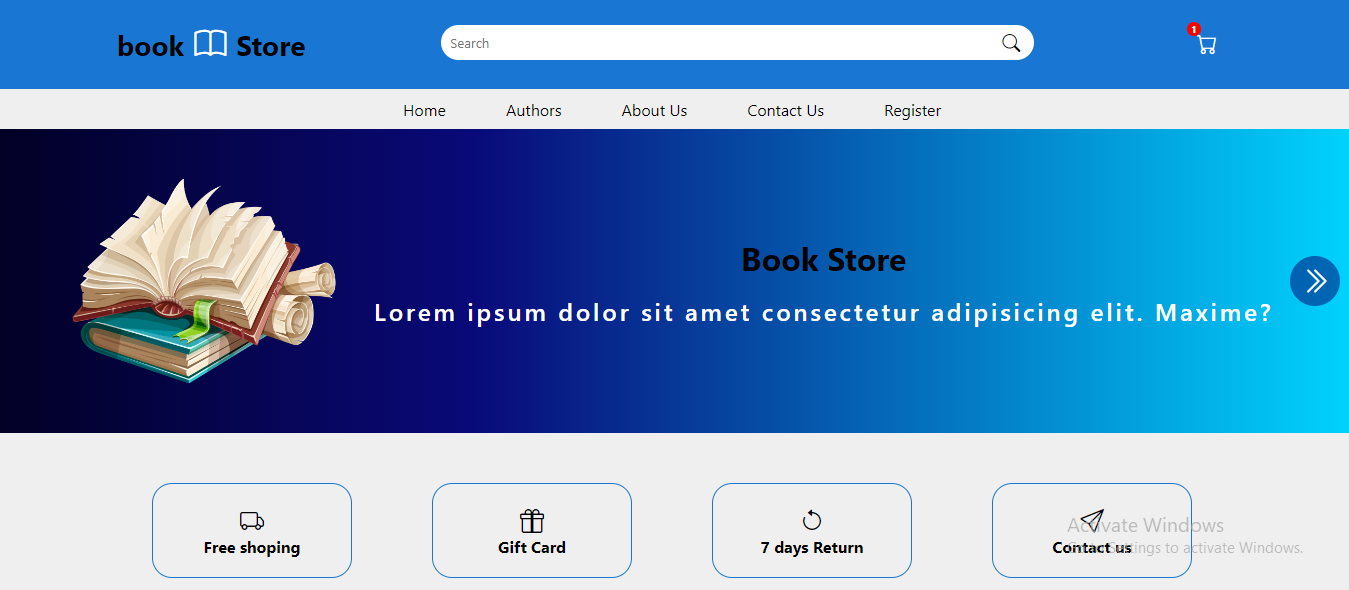 book Store
Search
1
Home Authors About Us Contact Us Register
Book Store
Lorem ipsum dolor sit amet consectetur adipisicing elit. Maxime?
Free shoping Gift Card 7 days Return Contact us
Activate Windows
Go to Settings to activate Windows.